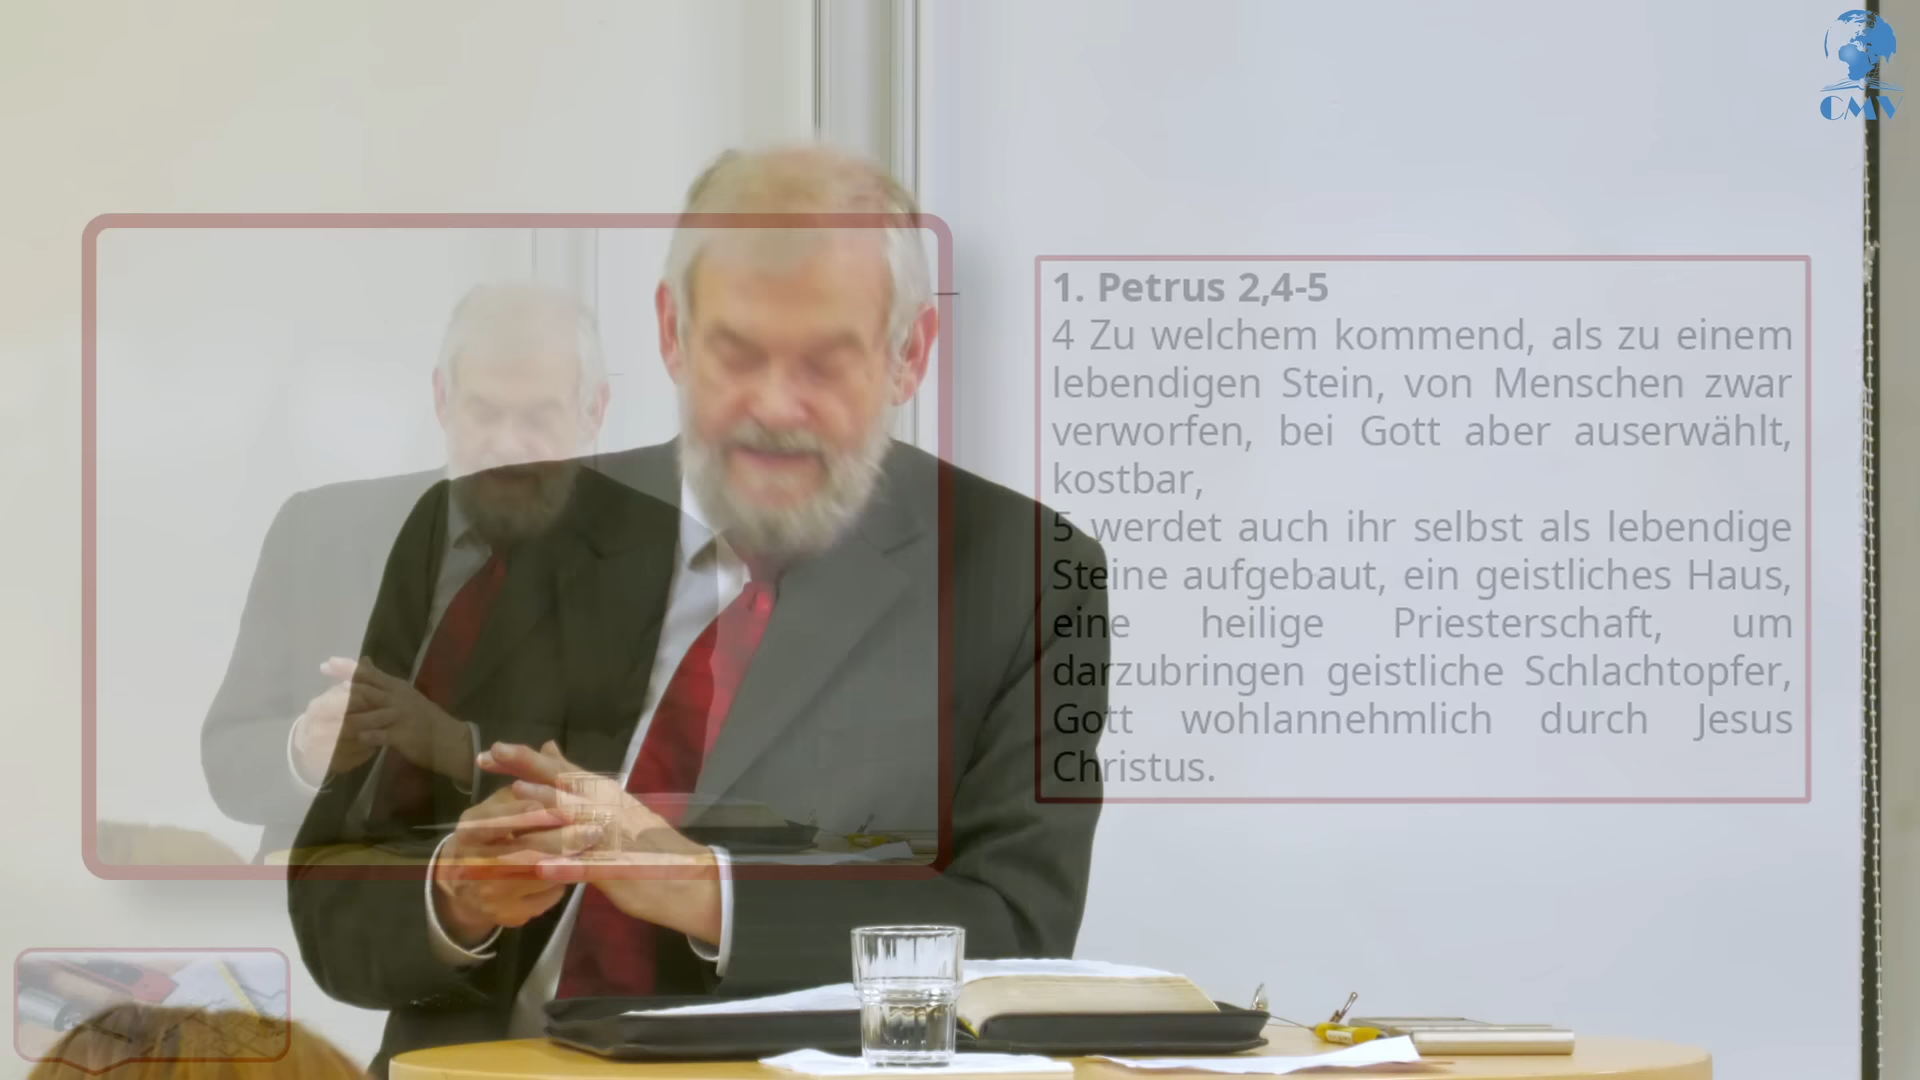 CMV
1. Petrus 2,4-5
4 Zu welchem kommend, als zu einem
lebendigen Stein, von Menschen zwar
verworfen, bei Gott aber auserwählt,
kostbar,
5 werdet auch ihr selbst als lebendige
Steine aufgebaut, ein geistliches Haus,
eine heilige Priesterschaft, um
darzubringen geistliche Schlachtopfer,
Gott wohlannehmlich durch Jesus
Christus.